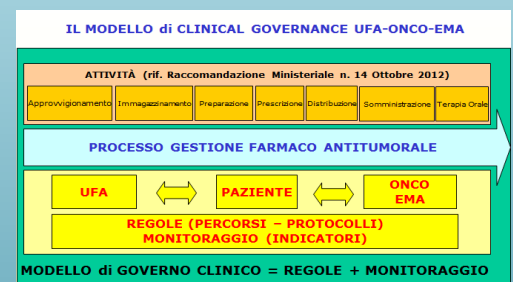 IL MODELLO di CLINICAL GOVERNANCE UFA-ONCO-EMA
ATTIVITÀ (rif. Raccomandazione Ministeriale n. 14 Ottobre 2012)
Approvvigionamento Immagazzinamento Preparazione Prescrizione Distribuzione Somministrazione Terapia Orale
PROCESSO GESTIONE FARMACO ANTITUMORALE
UFA PAZIENTE ONCO
EMA
REGOLE (PERCORSI – PROTOCOLLI)
MONITORAGGIO (INDICATORI)
MODELLO di GOVERNO CLINICO = REGOLE + MONITORAGGIO